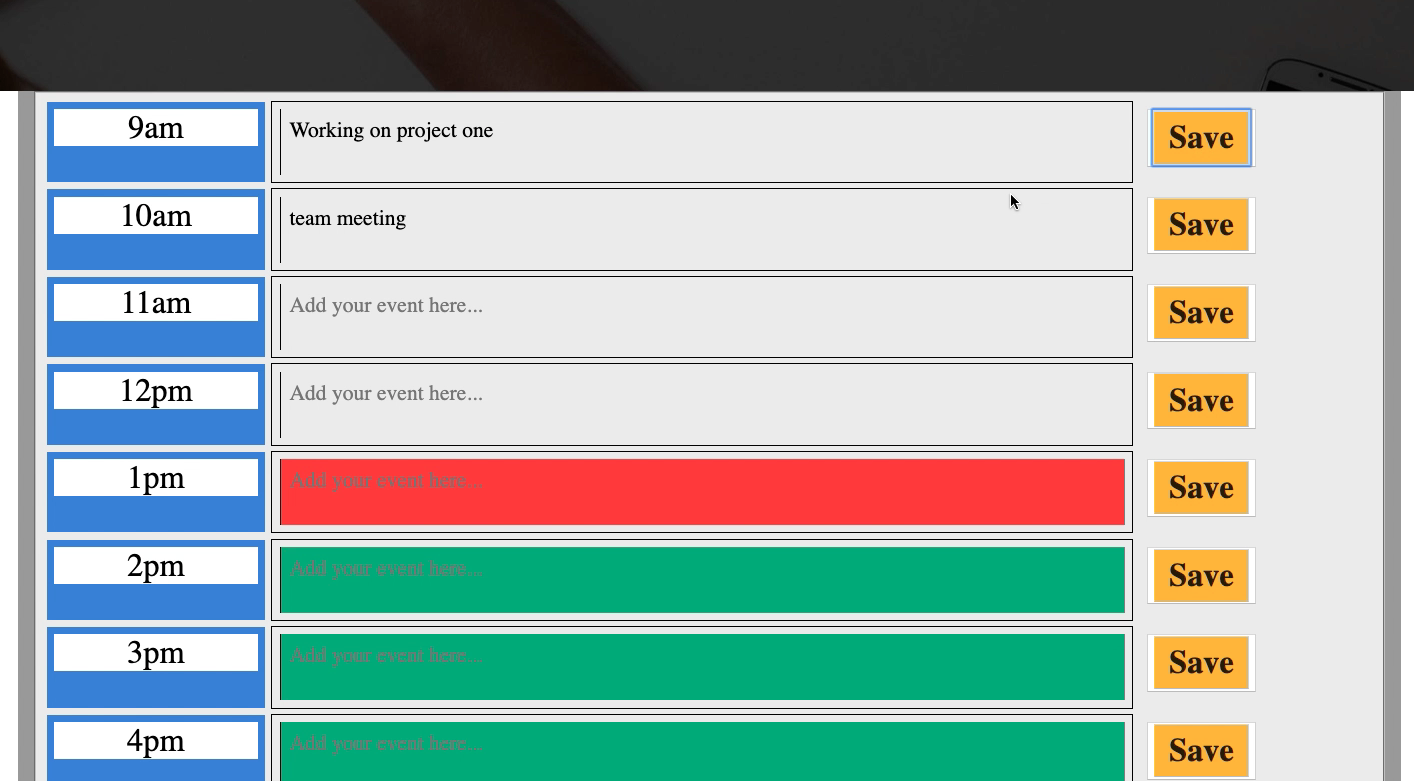 9am
Working on project one
Save
10am
team meeting
Save
11am
Add your event here...
Save
12pm
Add your event here...
Save
1pm
Add your event here...
Save
2pm
Add your event here...
Save
3pm
Add your event here...
Save
4pm
Add your event here...
Save